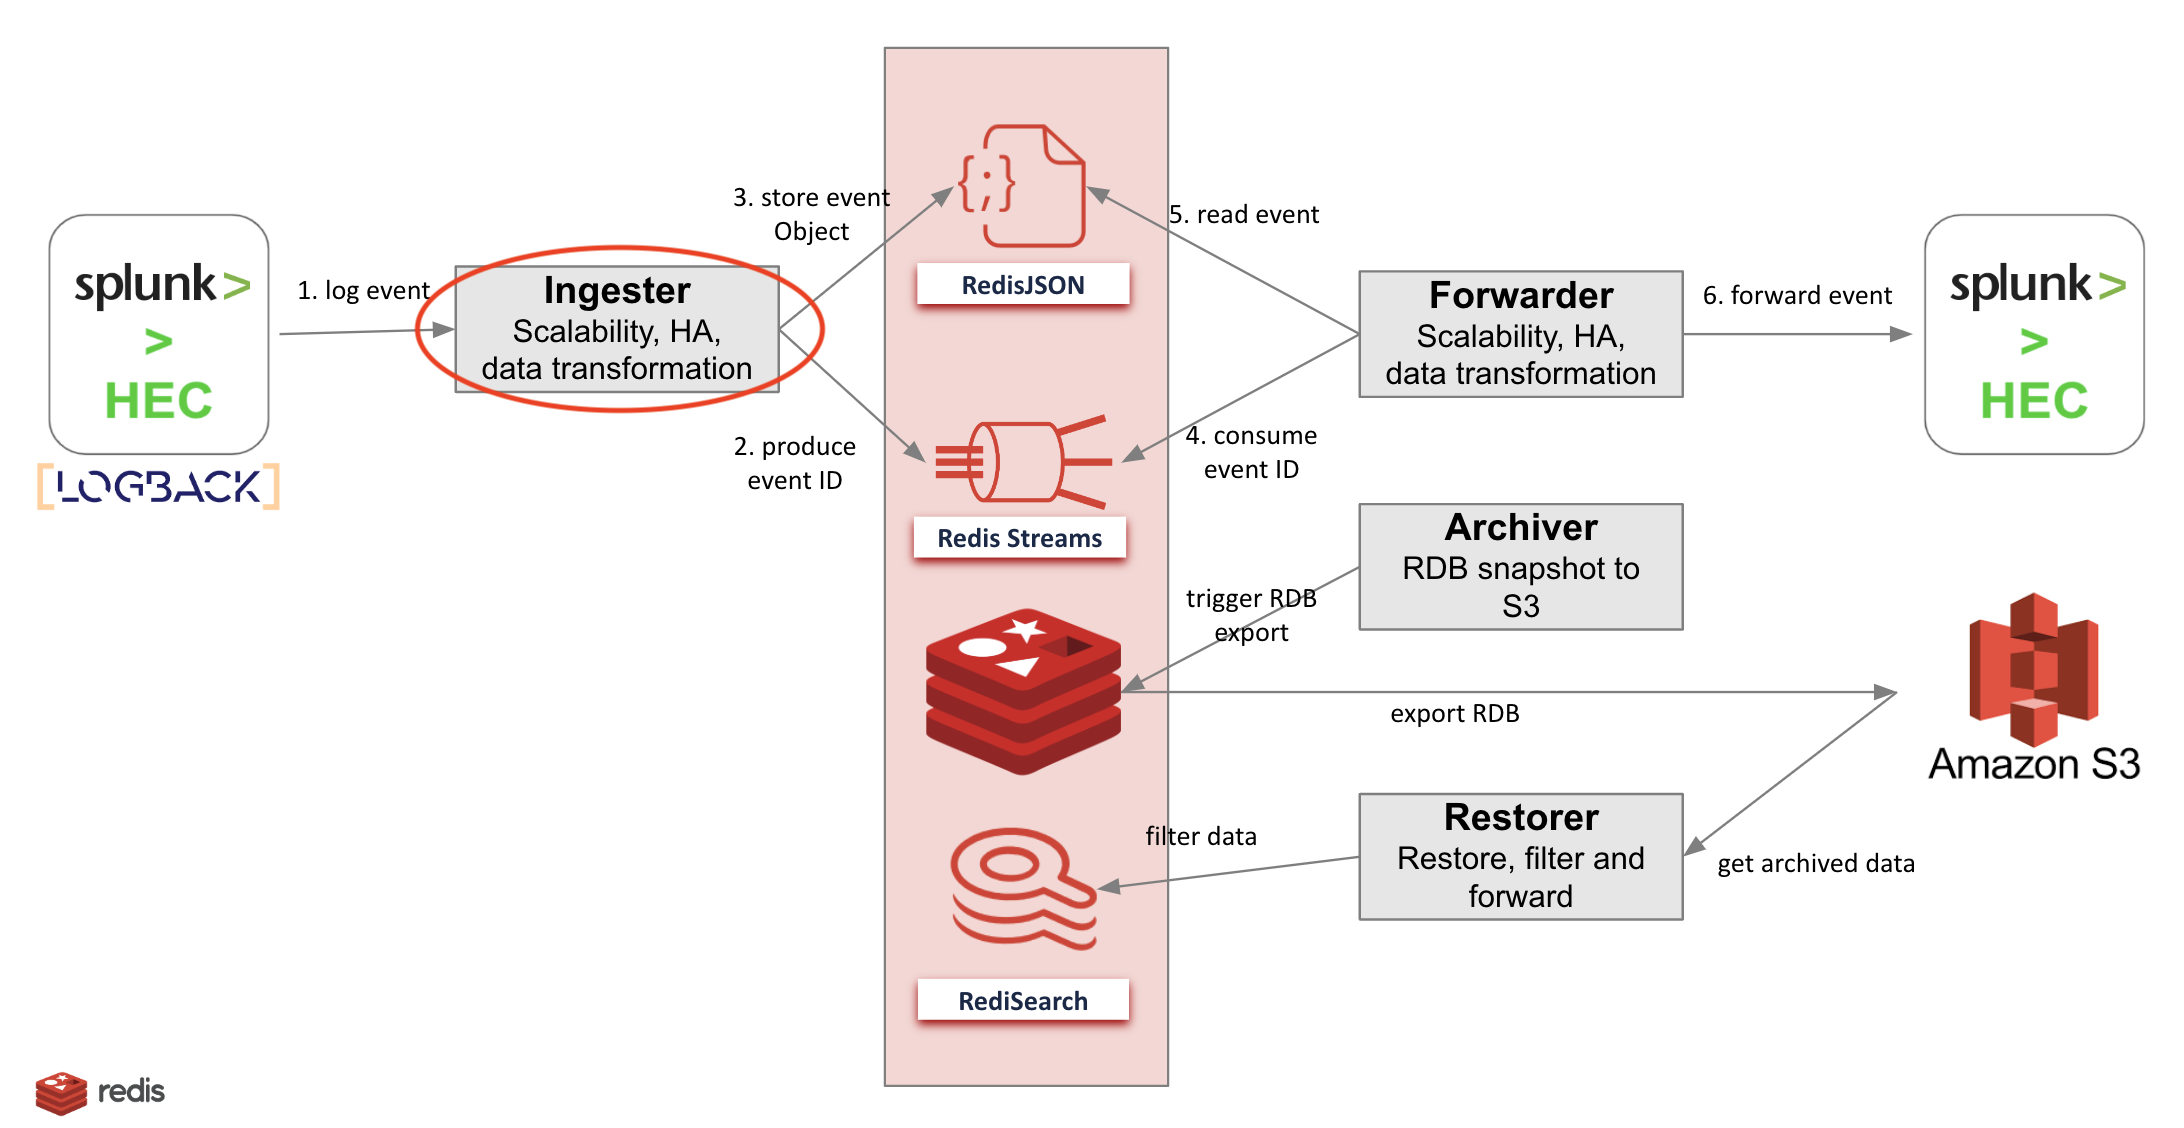 splunk>
>
HEC
[LOGBACK]
1. log event
Ingester
Scalability, HA,
data transformation
3. store event
Object
2. produce
event ID
{;}
RedisJSON
Redis Streams
RediSearch
5. read event
4. consume
event ID
Forwarder
Scalability, HA,
data transformation
6. forward event
splunk>
>
HEC
Archiver
RDB snapshot to
S3
trigger RDB
export
export RDB
Amazon S3
Restorer
Restore, filter and
forward
filter data
get archived data
redis